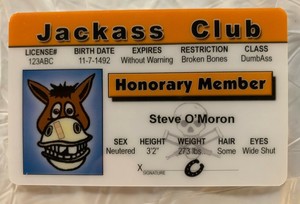 Jackass Club
LICENSE# BIRTH DATE EXPIRES RESTRICTION CLASS
123ABC 11-7-1492 Without Warning Broken Bones DumbAss
Honorary Member
Steve O'Moron
SEX HEIGHT WEIGHT HAIR EYES
Neutered 3'2" 273 lbs Some Wide Shut
X
SIGNATURE